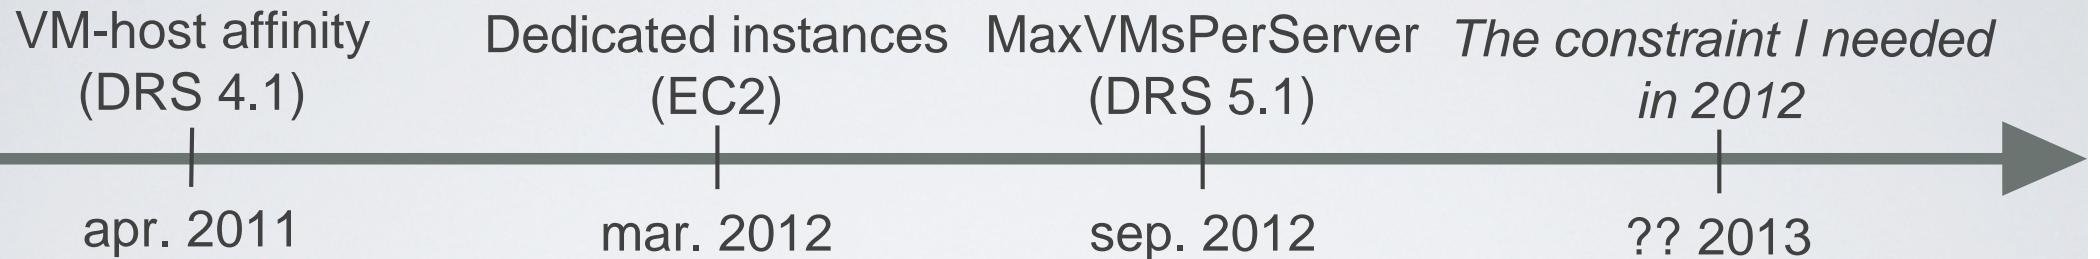 VM-host affinity
(DRS 4.1)
Dedicated instances
(EC2)
MaxVMsPerServer
(DRS 5.1)
The constraint I needed
in 2012
apr. 2011
mar. 2012
sep. 2012
?? 2013